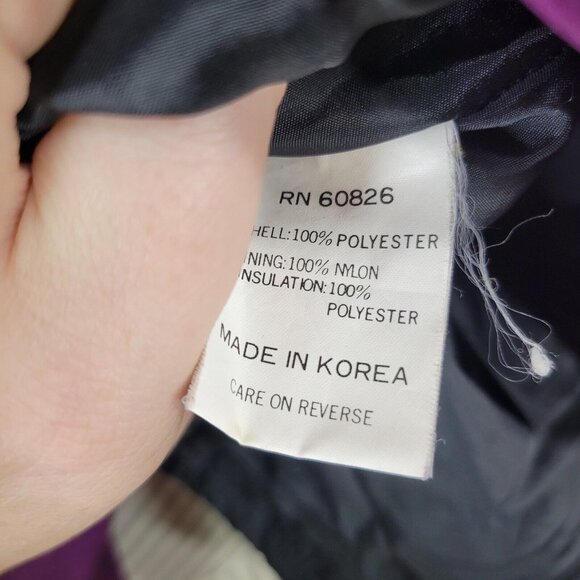 RN 60826
HELL:100% POLYESTER
NING:100% NYLON
NSULATION:100%
POLYESTER
MADE IN KOREA
CARE ON REVERSE